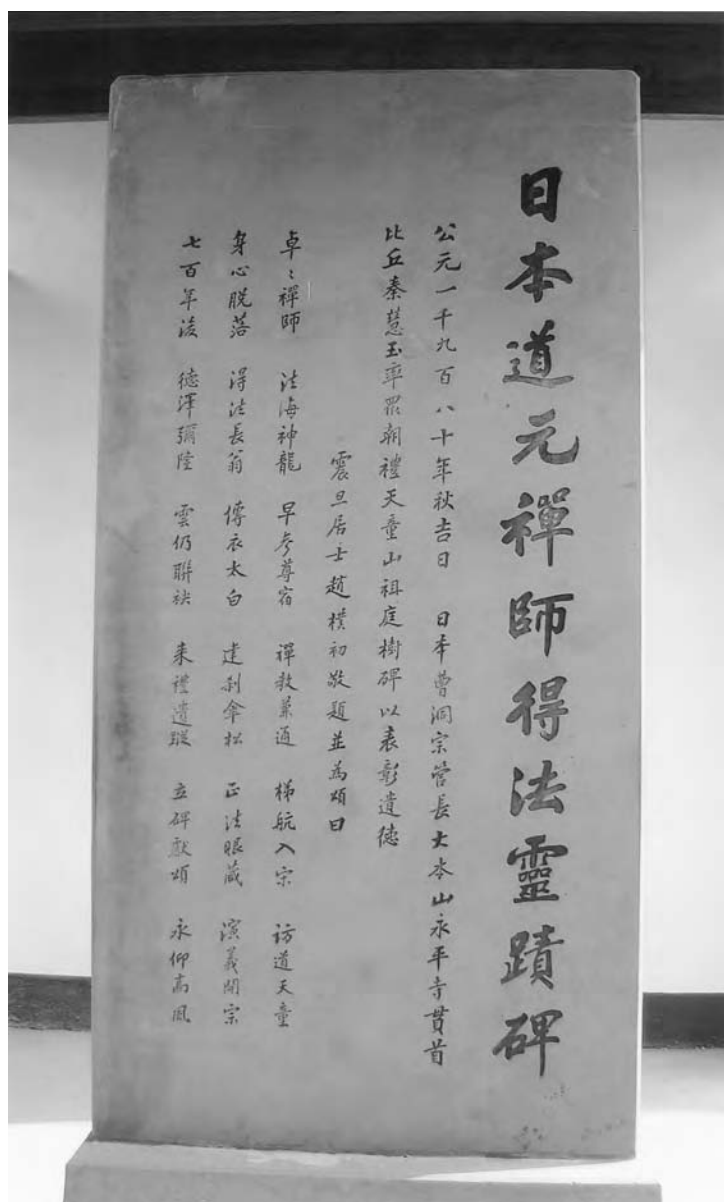 日本道元禪師得法靈蹟碑
公元一千九百八十年秋吉日 日本曹洞宗管長大本山永平寺貫首
比丘秦慧玉率眾朝禮天童山祖庭樹碑以表彰遺德
震旦居士趙樸初敬題並為頌曰
卓々禪師 法海神龍 早參尊宿 禪教兼通 梯航入宋 訪道天童
身心脫落 得法長翁 傳衣太白 建刹傘松 正法眼藏 演義開宗
七百年後 德澤彌隆 雲仍聯袂 来禮遺蹤 立碑獻頌 永仰高風